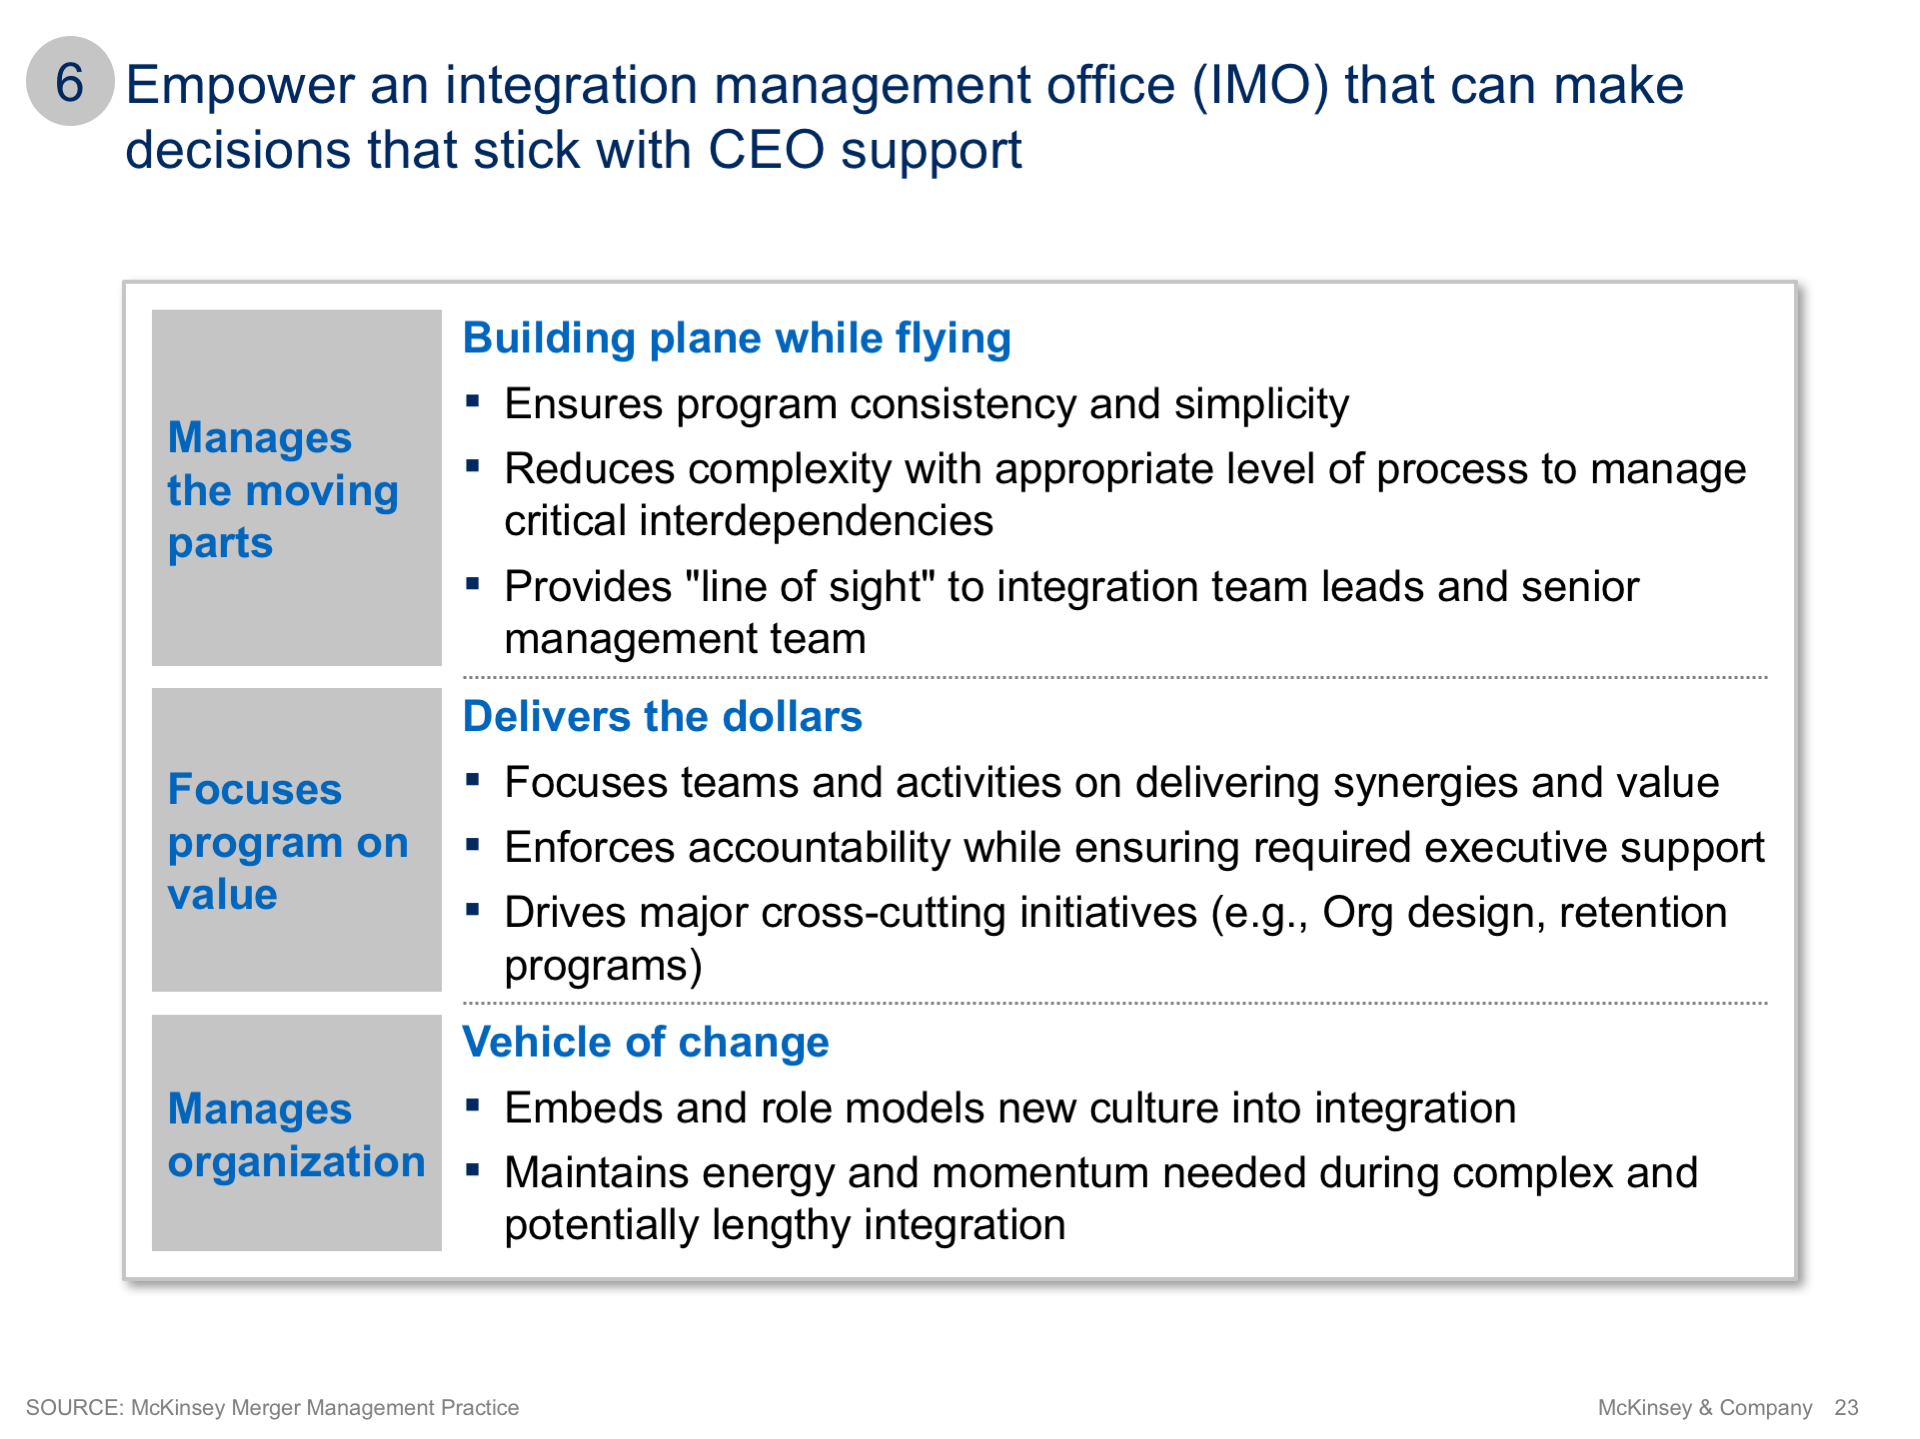 6
Empower an integration management office (IMO) that can make
decisions that stick with CEO support
Manages
the moving
parts
Building plane while flying
▪ Ensures program consistency and simplicity
▪ Reduces complexity with appropriate level of process to manage
critical interdependencies
▪ Provides "line of sight" to integration team leads and senior
management team
Focuses
program on
value
Delivers the dollars
▪ Focuses teams and activities on delivering synergies and value
▪ Enforces accountability while ensuring required executive support
▪ Drives major cross-cutting initiatives (e.g., Org design, retention
programs)
Manages
organization
Vehicle of change
▪ Embeds and role models new culture into integration
▪ Maintains energy and momentum needed during complex and
potentially lengthy integration
SOURCE: McKinsey Merger Management Practice
McKinsey & Company 23